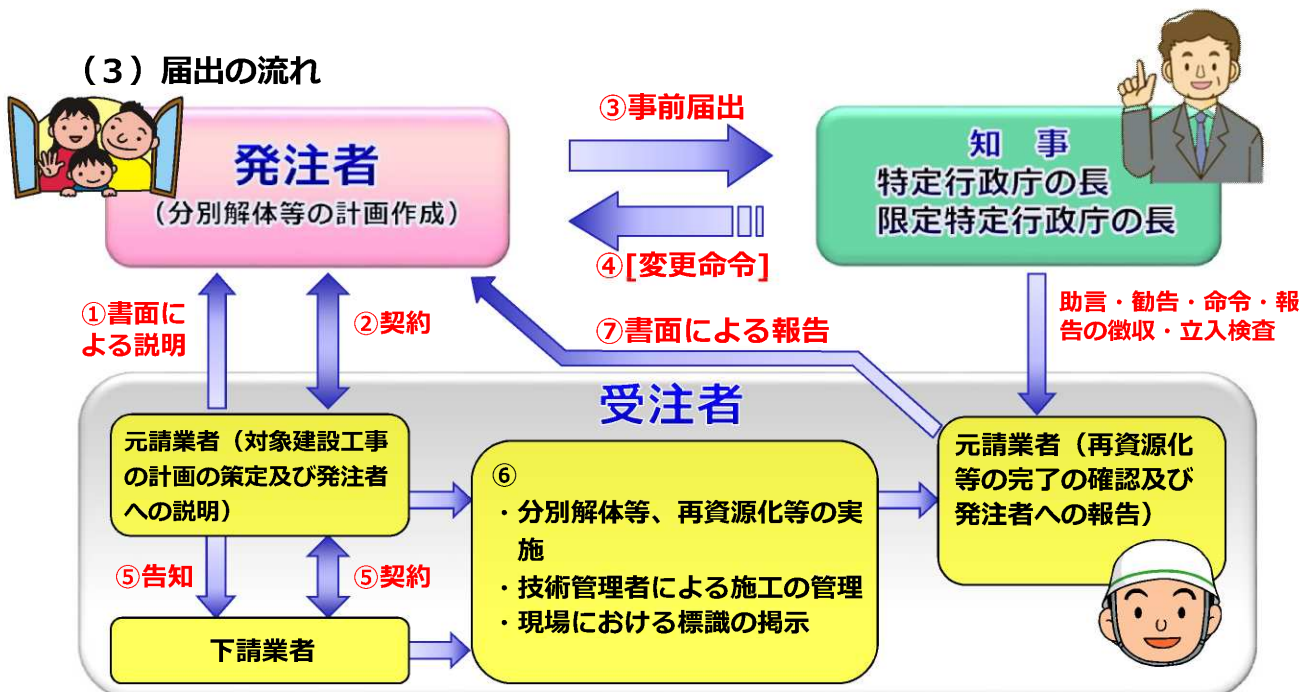 （３）届出の流れ
発注者
（分別解体等の計画作成）
③事前届出
④[変更命令]
知　事
特定行政庁の長
限定特定行政庁の長
①書面に
よる説明
②契約
⑦書面による報告
助言・勧告・命令・報
告の徴収・立入検査
受注者
元請業者（対象建設工事
の計画の策定及び発注者
への説明）
⑤告知
⑤契約
下請業者
⑥
・分別解体等、再資源化等の実
施
・技術管理者による施工の管理
・現場における標識の掲示
元請業者（再資源化
等の完了の確認及び
発注者への報告）